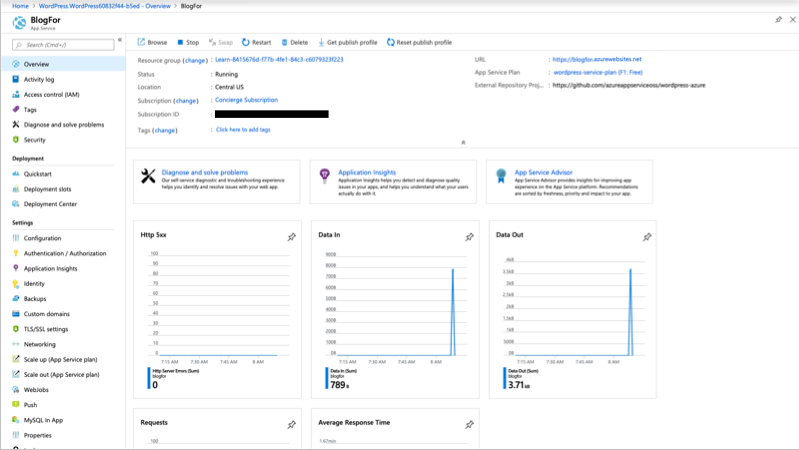 Home > WordPress.WordPress60832f44-b5ed - Overview > BlogFor
BlogFor
App Service
Search (Cmd+/)
Browse Stop Swap Restart Delete Get publish profile Reset publish profile
Overview
Activity log
Access control (IAM)
Tags
Diagnose and solve problems
Security
Deployment
Quickstart
Deployment slots
Deployment Center
Settings
Configuration
Authentication / Authorization
Application Insights
Identity
Backups
Custom domains
TLS/SSL settings
Networking
Scale up (App Service plan)
Scale out (App Service plan)
WebJobs
Push
MySQL In App
Properties
Resource group (change) : Learn-8415676d-f77b-4fe1-84c3-c6079323f223
Status : Running
Location : Central US
Subscription (change) : Concierge Subscription
Subscription ID :
Tags (change) : Click here to add tags
URL : https://blogfor.azurewebsites.net
App Service Plan : wordpress-service-plan (F1: Free)
External Repository Proj... : https://github.com/azureappserviceoss/wordpress-azure
Diagnose and solve problems
Our self service diagnostic and troubleshooting experience
helps you identify and resolve issues with your web app.
Application Insights
Application Insights helps you detect and diagnose quality
issues in your apps, and helps you understand what your users
actually do with it.
App Service Advisor
App Service Advisor provides insights for improving app
experience on the App Service platform. Recommendations
are sorted by freshness, priority and impact to your app.
Http 5xx
100
90
80
70
60
50
40
30
20
10
0
7:15 AM 7:30 AM 7:45 AM 8 AM
Http Server Errors (Sum)
blogfor
0
Data In
900B
800B
700B
600B
500B
400B
300B
200B
100B
0B
7:15 AM 7:30 AM 7:45 AM 8 AM
Data In (Sum)
blogfor
789 B
Data Out
4kB
3.5kB
3kB
2.5kB
2kB
1.5kB
1kB
500B
0B
7:15 AM 7:30 AM 7:45 AM 8 AM
Data Out (Sum)
blogfor
3.71 kB
Requests
100
Average Response Time
1.67min